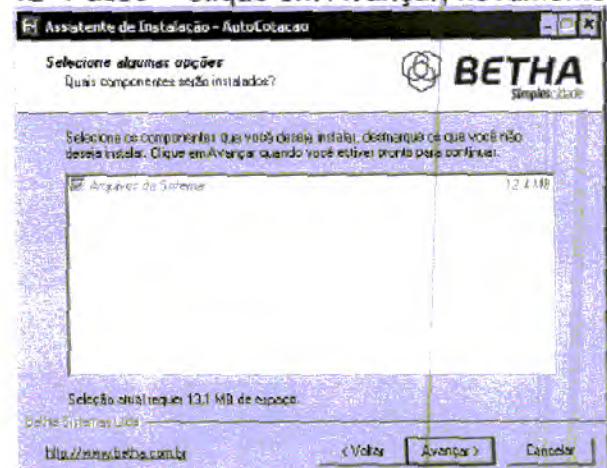 Assistente de Instalação - AutoCotacao
Selecione algumas opções
Quais componentes serão instalados?
BETHA
Simplescidade
Selecione os componentes que você deseja instalar, desmarque os que você não
deseja instalar. Clique em Avançar quando você estiver pronto para continuar.
Arquivos do Sistema
12,4 MB
Seleção atual requer 13,1 MB de espaço.
Betha Sistemas Ltda
http://www.betha.com.br
< Voltar
Avançar >
Cancelar